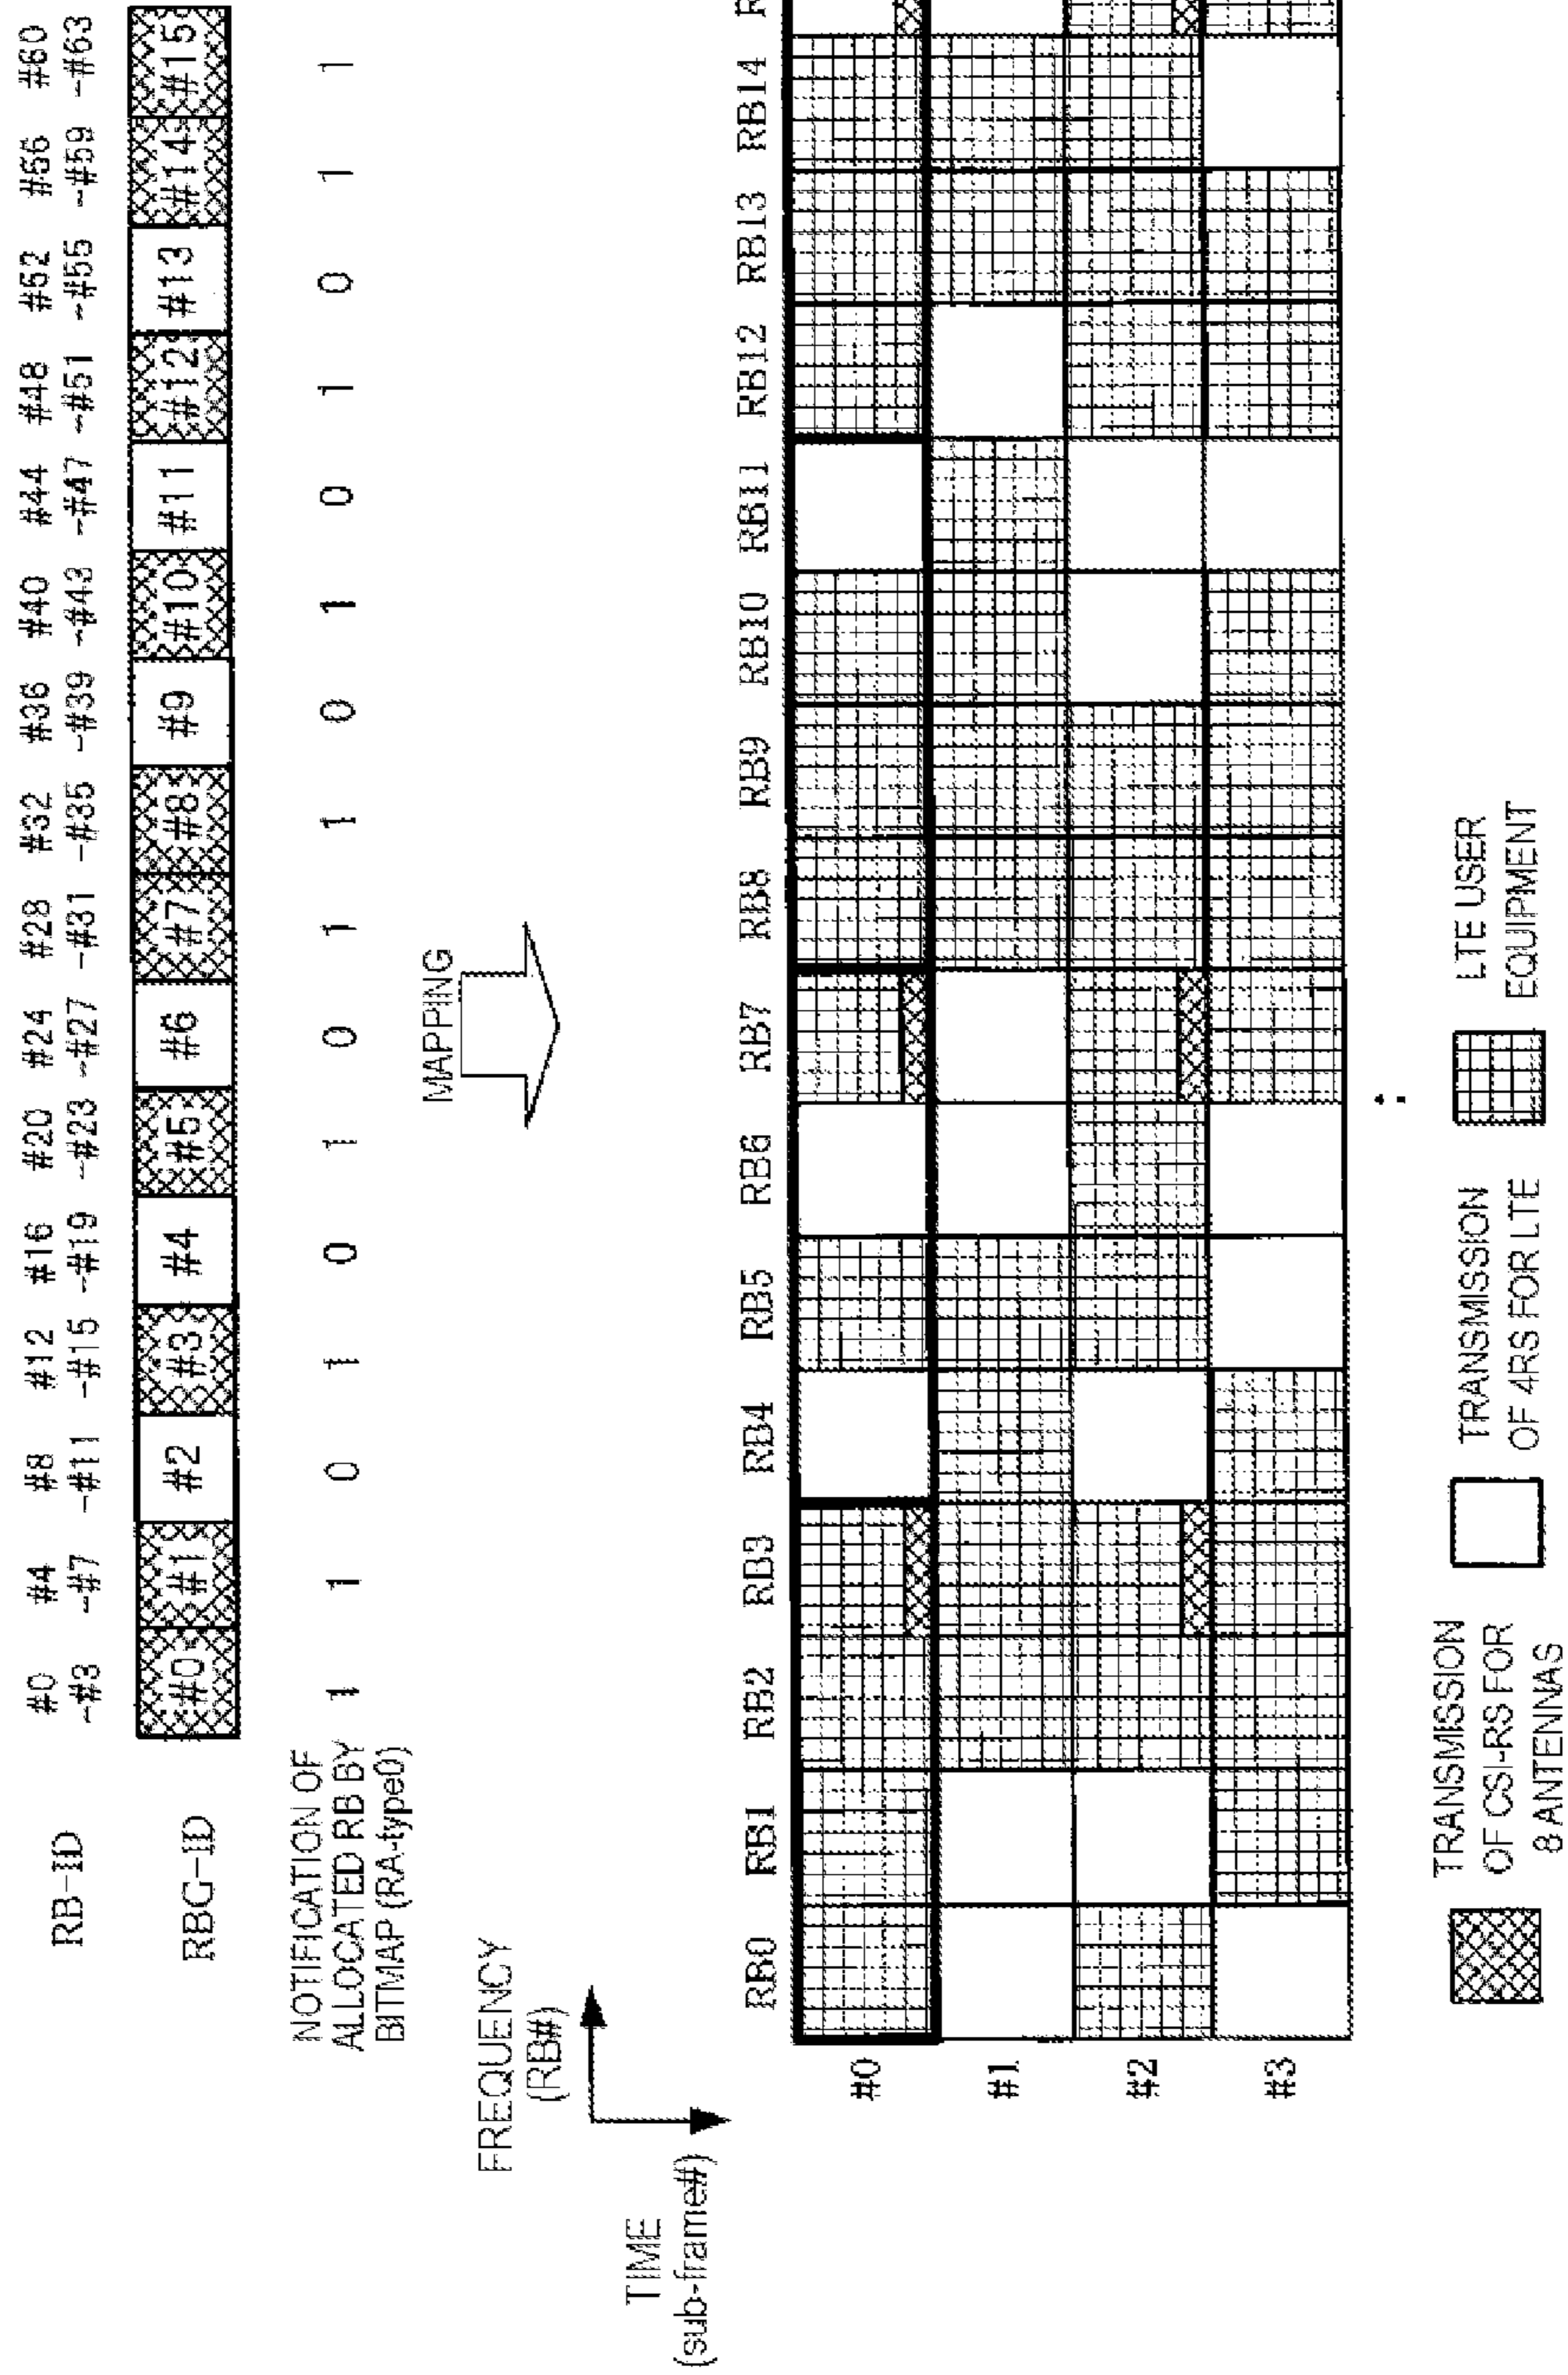 RB-ID
#0 #4 #8 #12 #16 #20 #24 #28 #32 #36 #40 #44 #48 #52 #56 #60
~#3 ~#7 ~#11 ~#15 ~#19 ~#23 ~#27 ~#31 ~#35 ~#39 ~#43 ~#47 ~#51 ~#55 ~#59 ~#63
RBG-ID
#0 #1 #2 #3 #4 #5 #6 #7 #8 #9 #10 #11 #12 #13 #14 #15
NOTIFICATION OF
ALLOCATED RB BY
BITMAP (RA-type0)
1 1 0 1 0 1 0 1 1 0 1 0 1 0 1 1
MAPPING
FREQUENCY
(RB#)
TIME
(sub-frame#)
RB0 RB1 RB2 RB3 RB4 RB5 RB6 RB7 RB8 RB9 RB10 RB11 RB12 RB13 RB14
#0
#1
#2
#3
TRANSMISSION
OF CSI-RS FOR
8 ANTENNAS
TRANSMISSION
OF 4RS FOR LTE
LTE USER
EQUIPMENT